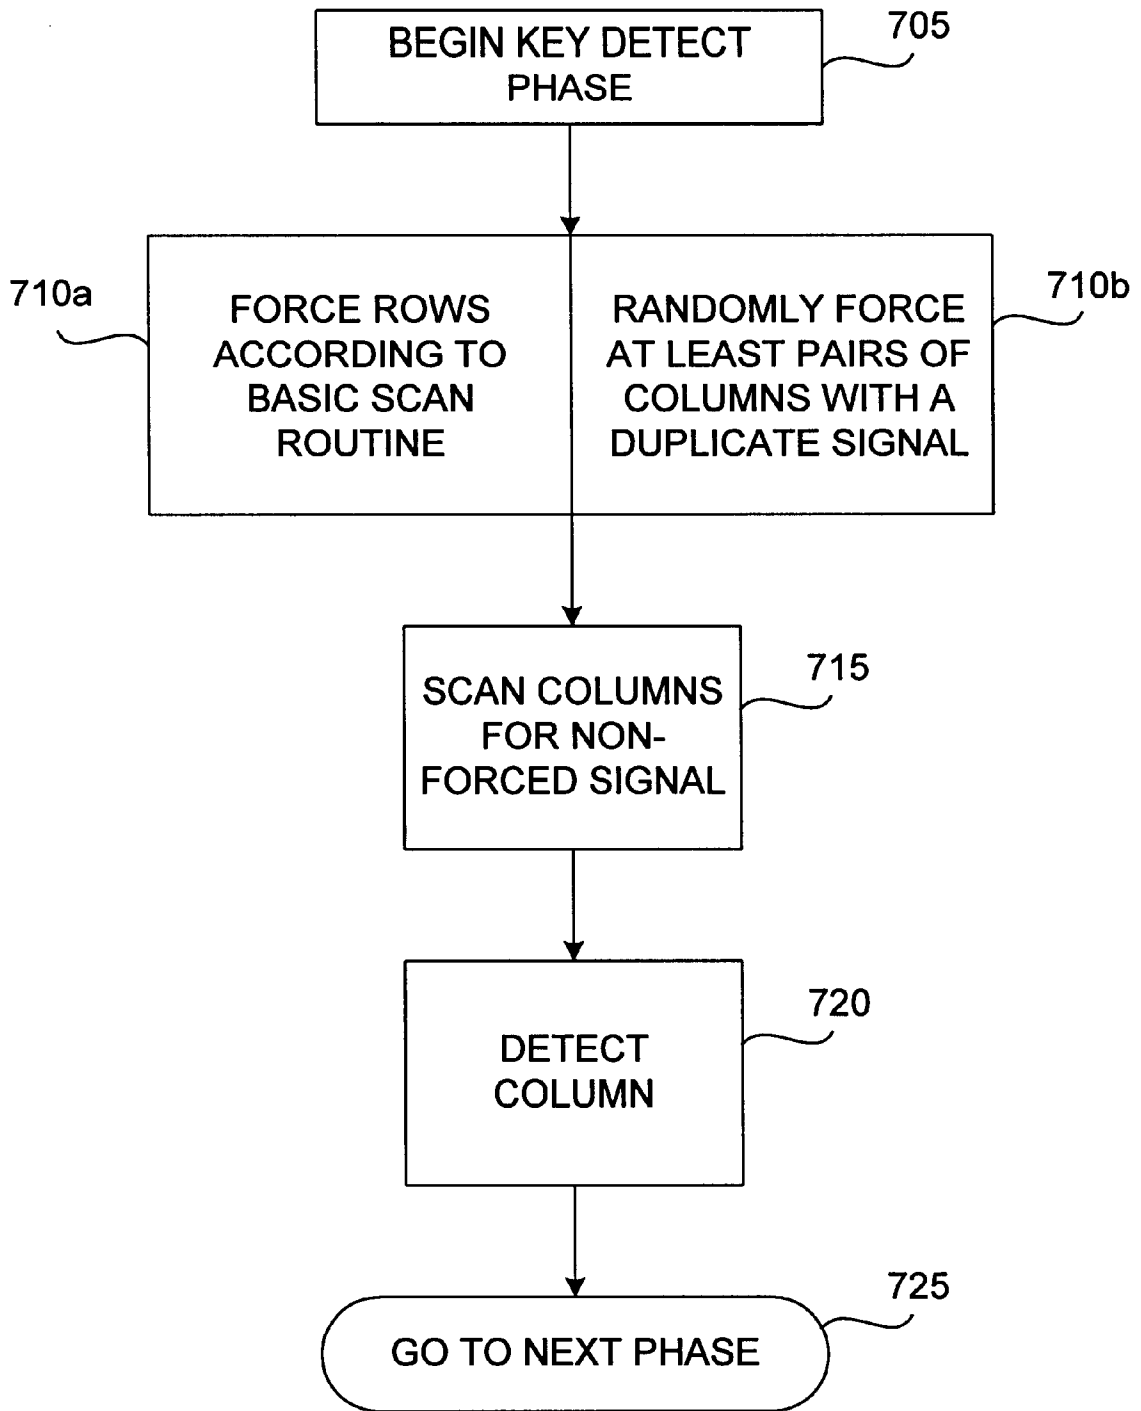 705
BEGIN KEY DETECT
PHASE
710a
FORCE ROWS
ACCORDING TO
BASIC SCAN
ROUTINE
710b
RANDOMLY FORCE
AT LEAST PAIRS OF
COLUMNS WITH A
DUPLICATE SIGNAL
715
SCAN COLUMNS
FOR NON-
FORCED SIGNAL
720
DETECT
COLUMN
725
GO TO NEXT PHASE